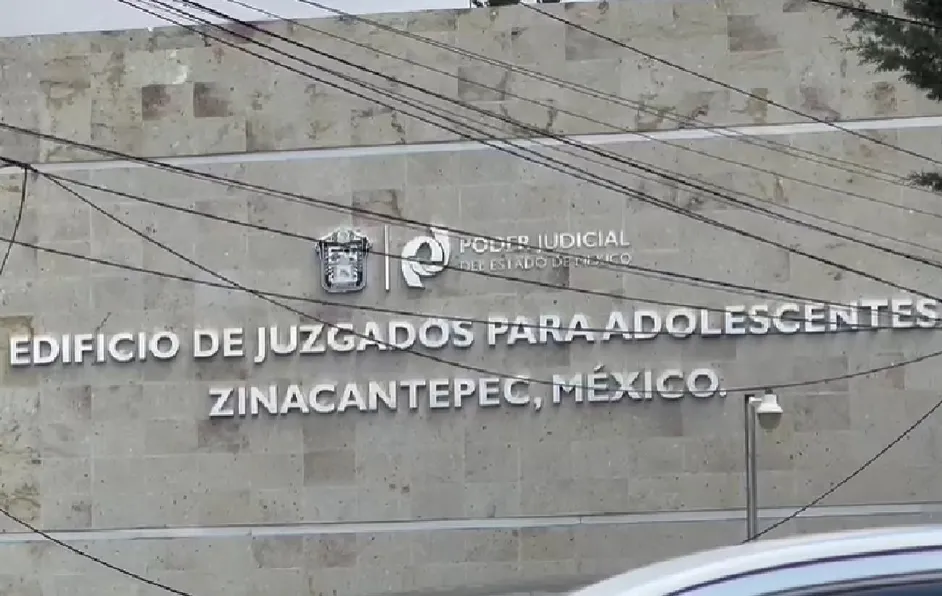 PODER JUDICIAL
DEL ESTADO DE MÉXICO
EDIFICIO DE JUZGADOS PARA ADOLESCENTES
ZINACANTEPEC, MÉXICO.